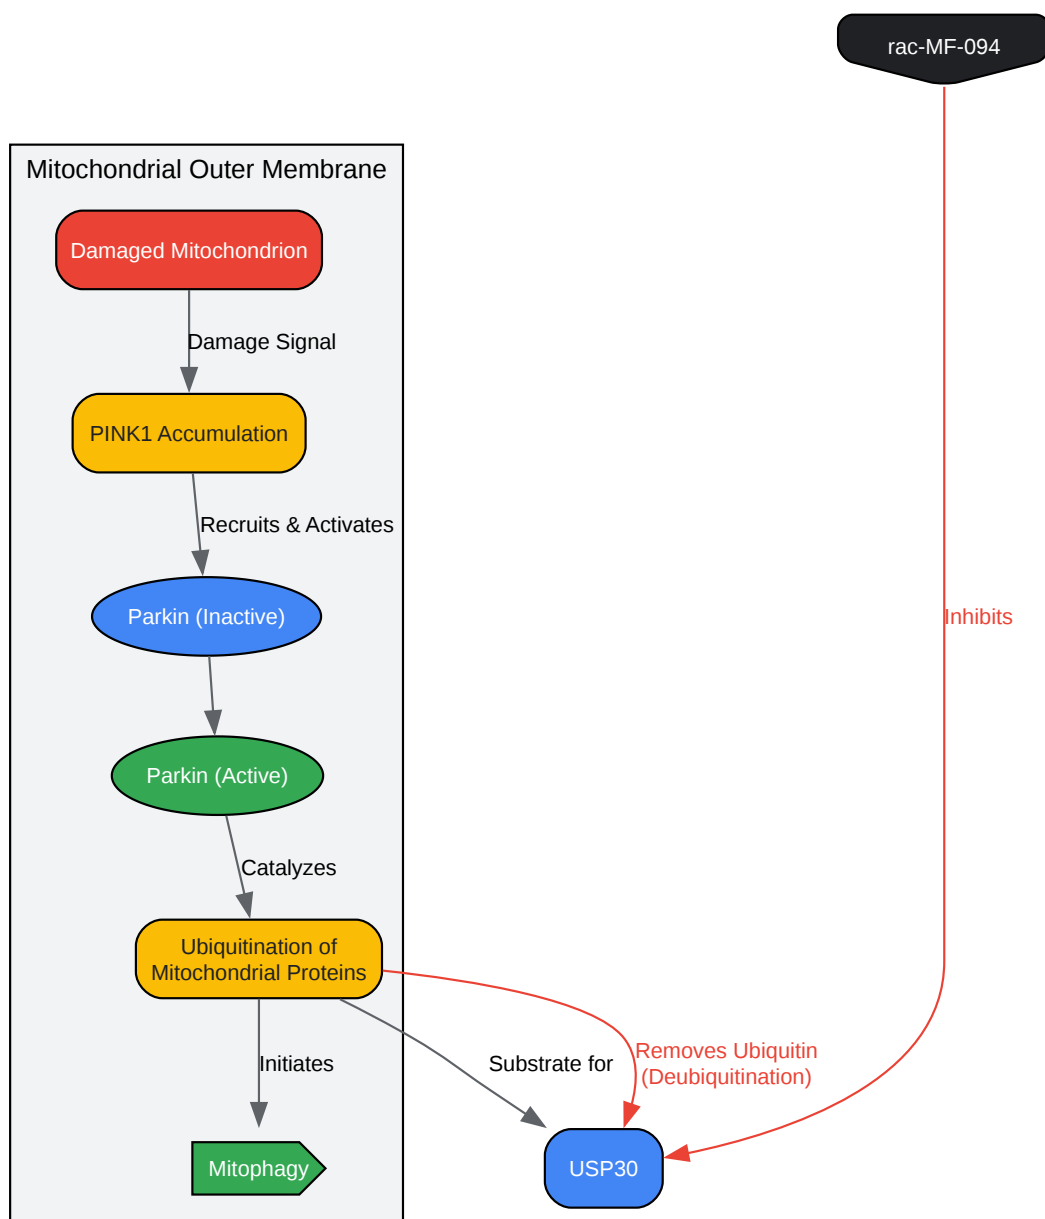 rac-MF-094
Mitochondrial Outer Membrane
Damaged Mitochondrion
Damage Signal
PINK1 Accumulation
Recruits & Activates
Parkin (Inactive)
Inhibits
Parkin (Active)
Catalyzes
Ubiquitination of
Mitochondrial Proteins
Initiates
Substrate for
Removes Ubiquitin
(Deubiquitination)
Mitophagy
USP30